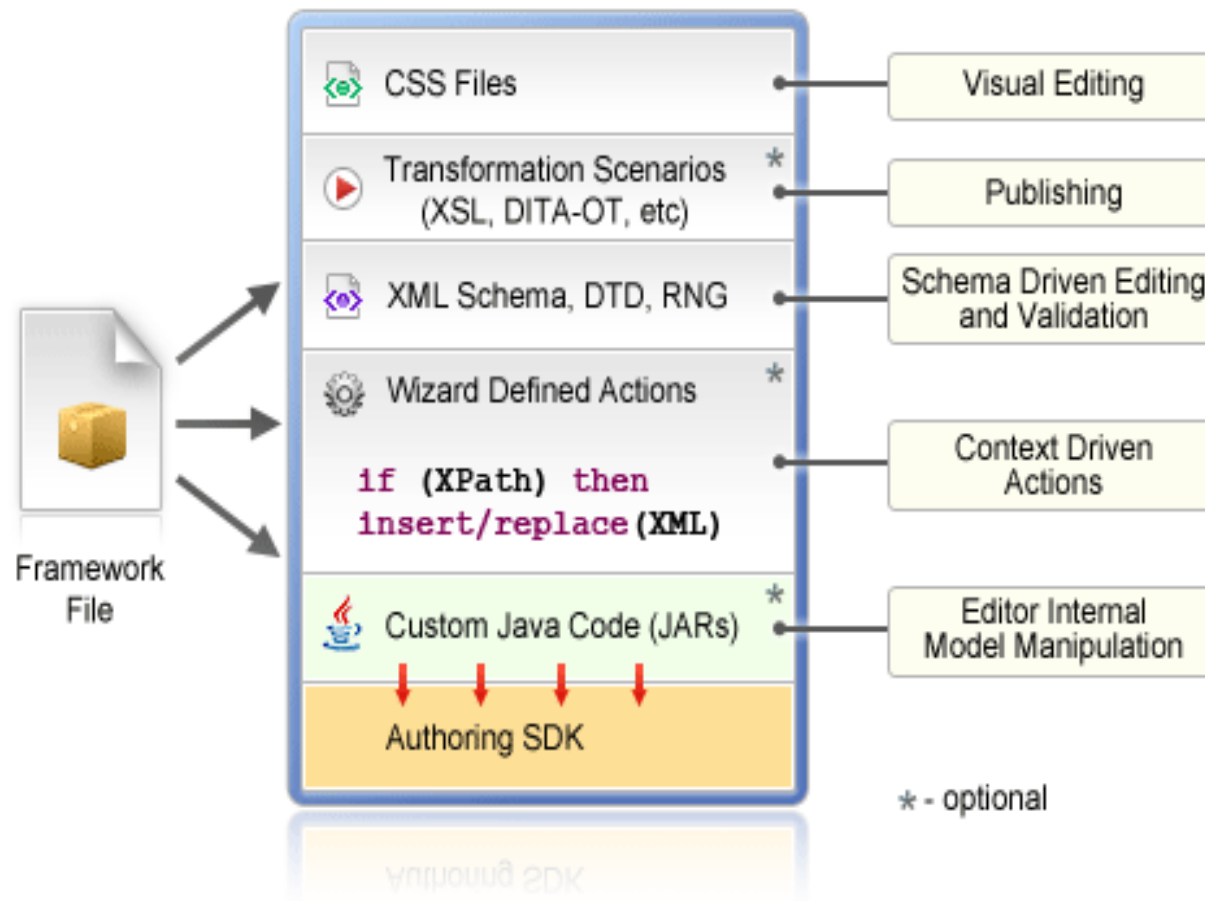 CSS Files
Visual Editing
Transformation Scenarios *
(XSL, DITA-OT, etc)
Publishing
XML Schema, DTD, RNG
Schema Driven Editing
and Validation
Wizard Defined Actions *
if (XPath) then
insert/replace(XML)
Context Driven
Actions
Framework
File
Custom Java Code (JARs) *
Editor Internal
Model Manipulation
Authoring SDK
* - optional
Authoring SDK